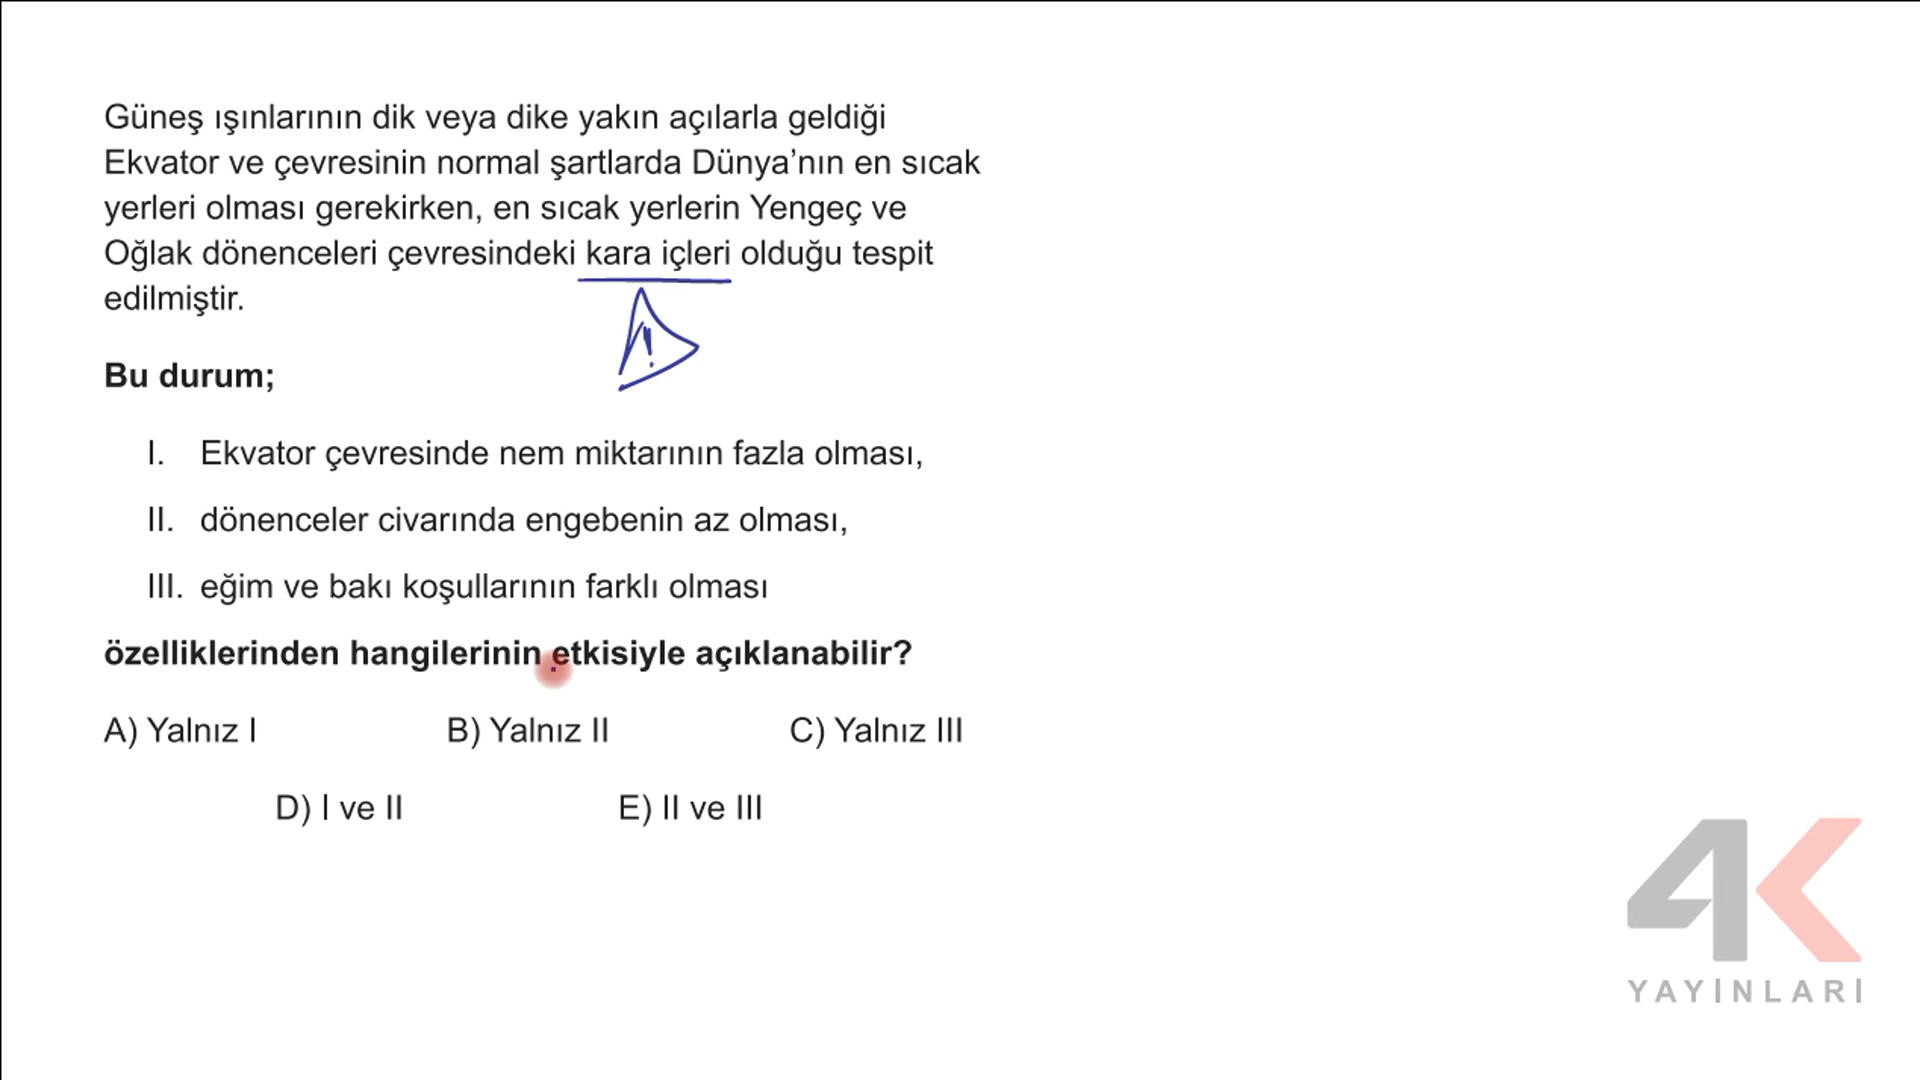 Güneş ışınlarının dik veya dike yakın açılarla geldiği
Ekvator ve çevresinin normal şartlarda Dünya’nın en sıcak
yerleri olması gerekirken, en sıcak yerlerin Yengeç ve
Oğlak dönenceleri çevresindeki kara içleri olduğu tespit
edilmiştir.
!
Bu durum;
I. Ekvator çevresinde nem miktarının fazla olması,
II. dönenceler civarında engebenin az olması,
III. eğim ve bakı koşullarının farklı olması
özelliklerinden hangilerinin etkisiyle açıklanabilir?
A) Yalnız I B) Yalnız II C) Yalnız III
D) I ve II E) II ve III
4K
YAYINLARI